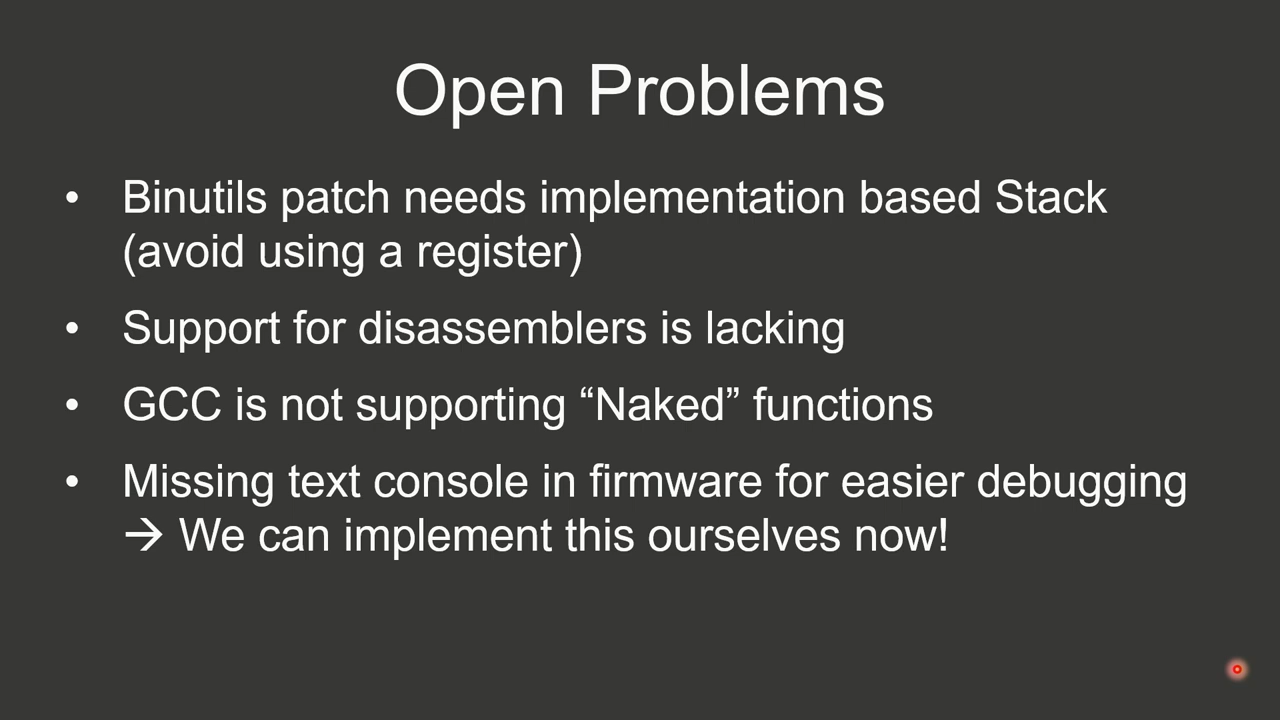 Open Problems
• Binutils patch needs implementation based Stack
(avoid using a register)
• Support for disassemblers is lacking
• GCC is not supporting “Naked” functions
• Missing text console in firmware for easier debugging
→ We can implement this ourselves now!